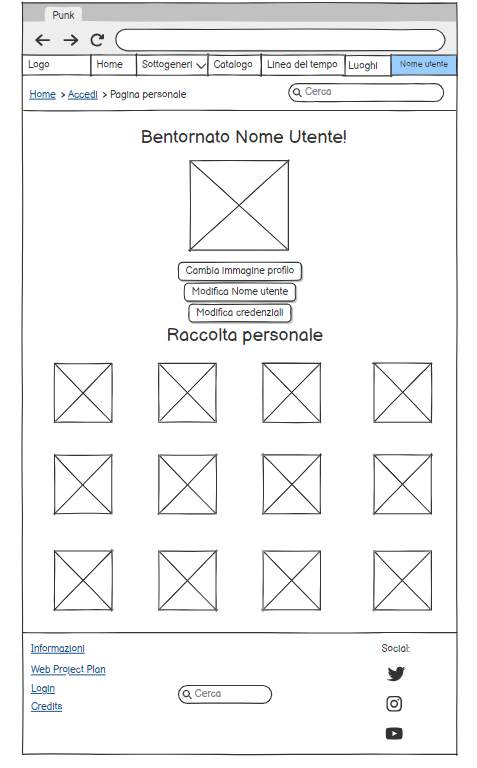 Punk
Logo
Home
Sottogeneri
Catalogo
Linea del tempo
Luoghi
Nome utente
Home > Accedi > Pagina personale
Cerca
Bentornato Nome Utente!
Cambia immagine profilo
Modifica Nome utente
Modifica credenziali
Raccolta personale
Informazioni
Web Project Plan
Login
Credits
Cerca
Social: